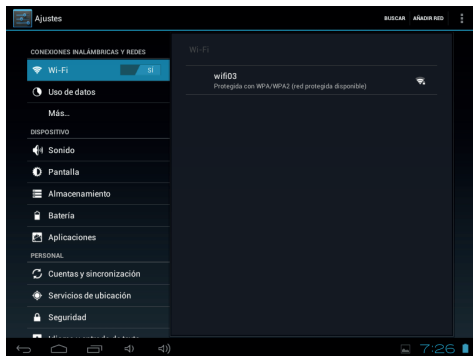 Ajustes
BUSCAR AÑADIR RED
CONEXIONES INALÁMBRICAS Y REDES
Wi-Fi SÍ
Uso de datos
Más...
DISPOSITIVO
Sonido
Pantalla
Almacenamiento
Batería
Aplicaciones
PERSONAL
Cuentas y sincronización
Servicios de ubicación
Seguridad
Wi-Fi
wifi03
Protegida con WPA/WPA2 (red protegida disponible)
7:26